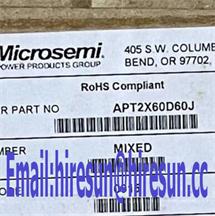 Microsemi
POWER PRODUCTS GROUP
405 S.W. COLUME
BEND, OR 97702,
RoHS Compliant
R PART NO APT2X60D60J
MBER MIXED
Email:hiresun@hiresun.cc